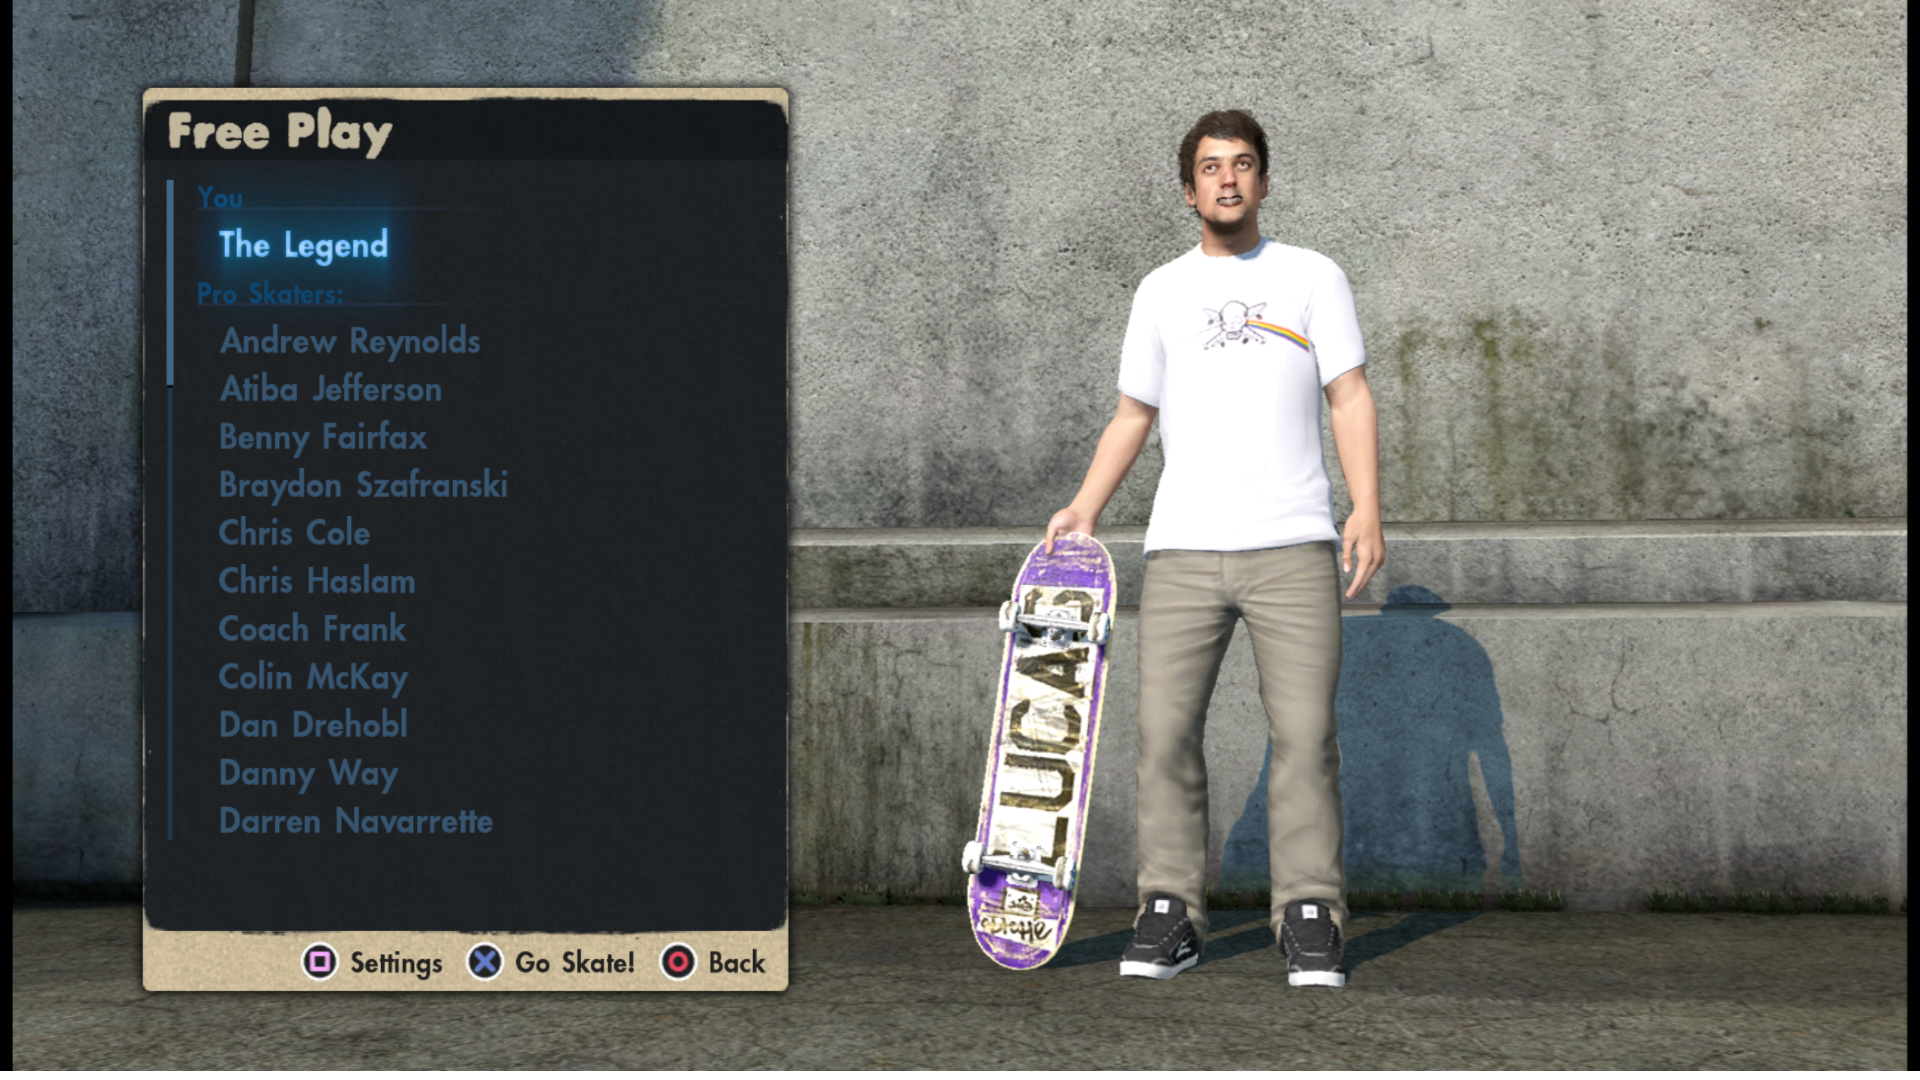 Free Play
You
The Legend
Pro Skaters:
Andrew Reynolds
Atiba Jefferson
Benny Fairfax
Braydon Szafranski
Chris Cole
Chris Haslam
Coach Frank
Colin McKay
Dan Drehobl
Danny Way
Darren Navarrette
Settings
Go Skate!
Back
LUCAS
cliche